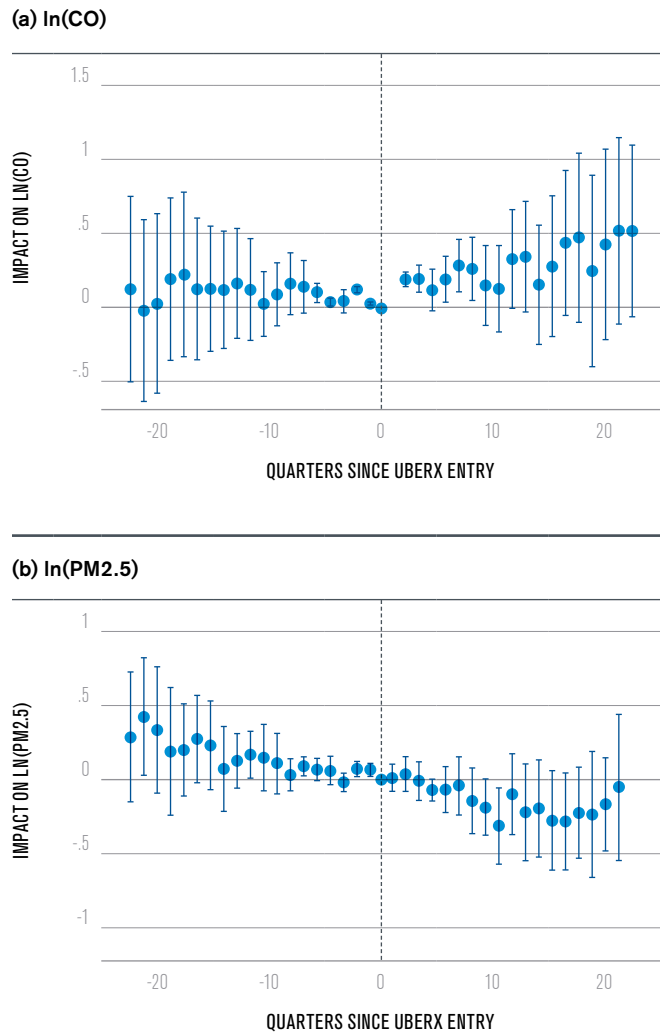 (a) ln(CO)
1.5
1
.5
0
-.5
IMPACT ON LN(CO)
-20 -10 0 10 20
QUARTERS SINCE UBERX ENTRY
(b) ln(PM2.5)
1
.5
0
-.5
-1
IMPACT ON LN(PM2.5)
-20 -10 0 10 20
QUARTERS SINCE UBERX ENTRY